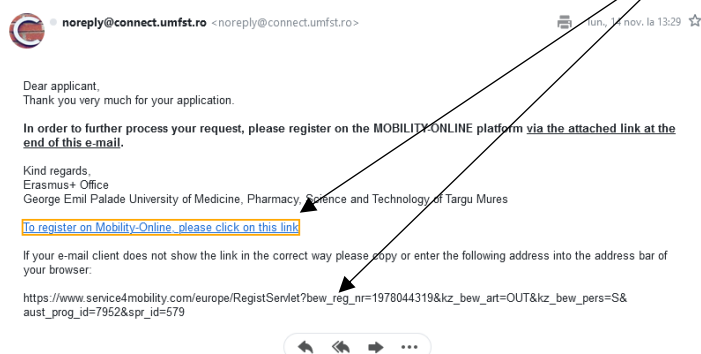 noreply@connect.umfst.ro <noreply@connect.umfst.ro> lun., 14 nov. la 13:29
Dear applicant,
Thank you very much for your application.
In order to further process your request, please register on the MOBILITY-ONLINE platform via the attached link at the
end of this e-mail.
Kind regards,
Erasmus+ Office
George Emil Palade University of Medicine, Pharmacy, Science and Technology of Targu Mures
To register on Mobility-Online, please click on this link
If your e-mail client does not show the link in the correct way please copy or enter the following address into the address bar of
your browser:
https://www.service4mobility.com/europe/RegistServlet?bew_reg_nr=1978044319&kz_bew_art=OUT&kz_bew_pers=S&
aust_prog_id=7952&spr_id=579